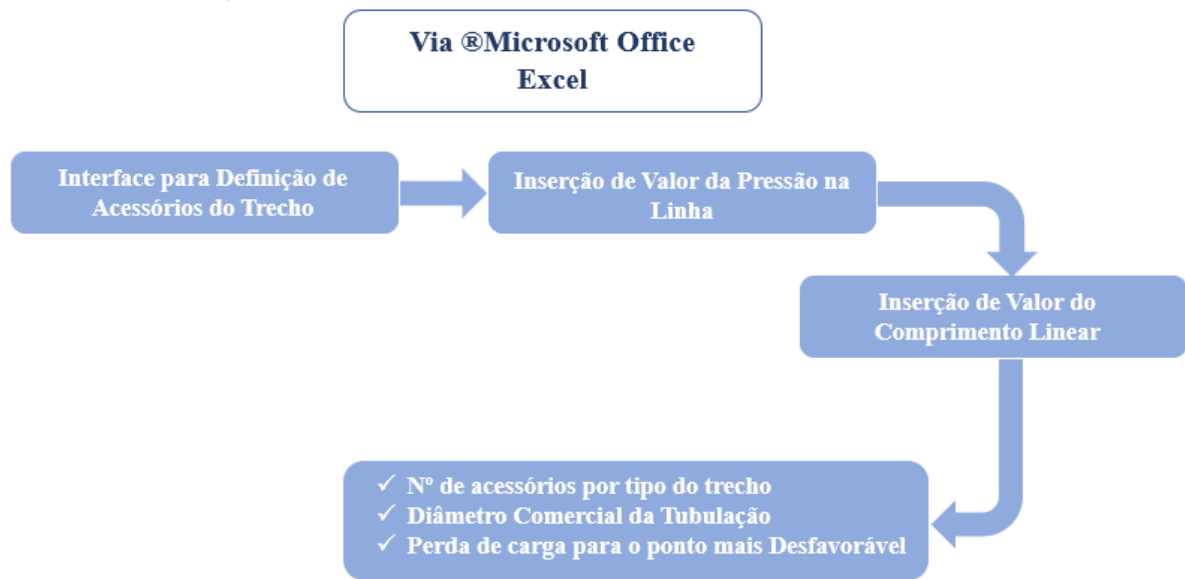 Via ®Microsoft Office
Excel
Interface para Definição de
Acessórios do Trecho
Inserção de Valor da Pressão na
Linha
Inserção de Valor do
Comprimento Linear
✓ Nº de acessórios por tipo do trecho
✓ Diâmetro Comercial da Tubulação
✓ Perda de carga para o ponto mais Desfavorável